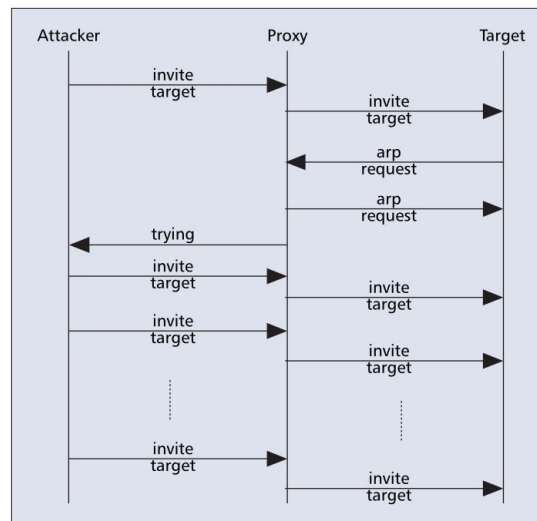 Attacker Proxy Target
invite
target
invite
target
arp
request
arp
request
trying
invite
target
invite
target
invite
target
invite
target
invite
target
invite
target